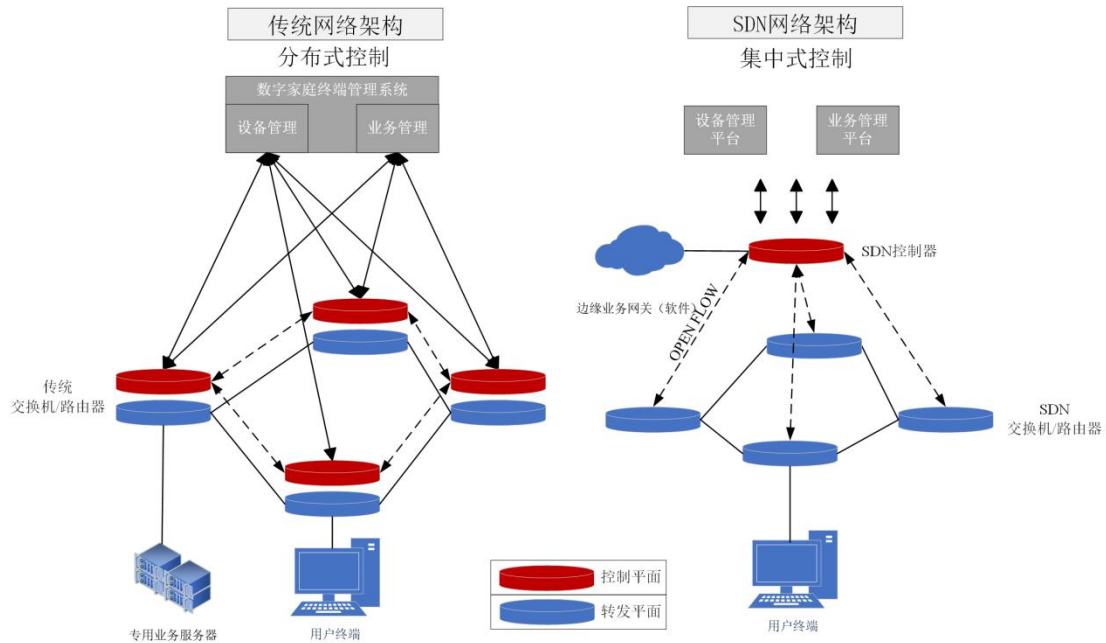 传统网络架构
分布式控制
数字家庭终端管理系统
设备管理
业务管理
传统
交换机/路由器
专用业务服务器
用户终端
SDN网络架构
集中式控制
设备管理
平台
业务管理
平台
SDN控制器
边缘业务网关（软件）
OPEN FLOW
SDN
交换机/路由器
用户终端
控制平面
转发平面